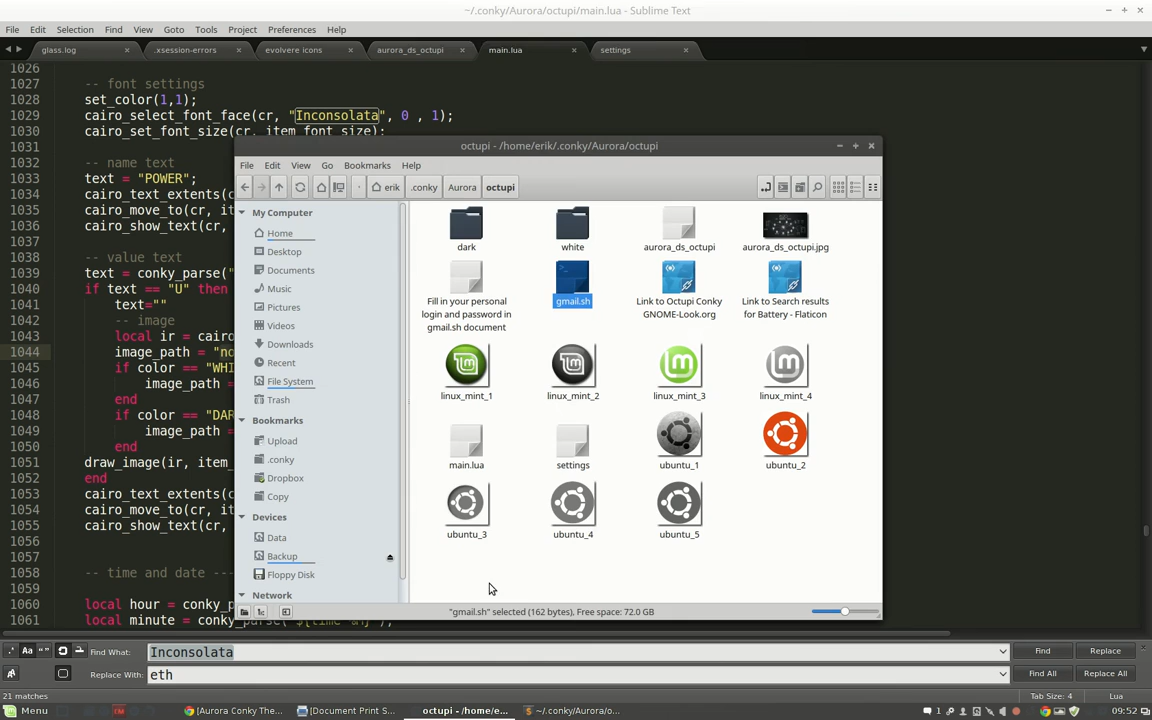 ~/.conky/Aurora/octupi/main.lua - Sublime Text
File Edit Selection Find View Goto Tools Project Preferences Help
glass.log × .xsession-errors × evolvere icons × aurora_ds_octupi × main.lua × settings ×
1026
1027 -- font settings
1028 set_color(1,1);
1029 cairo_select_font_face(cr, "Inconsolata", 0 , 1);
1030 cairo_set_font_size(cr, item_font_size);
1031
1032 -- name text
1033 text = "POWER";
1034 cairo_text_extents(c
1035 cairo_move_to(cr, it
1036 cairo_show_text(cr,
1037
1038 -- value text
1039 text = conky_parse("
1040 if text == "U" then
1041 text=""
1042 -- image
1043 local ir = cairo
1044 image_path = "no
1045 if color == "WHI
1046 image_path =
1047 end
1048 if color == "DAR
1049 image_path =
1050 end
1051 draw_image(ir, item_
1052 end
1053 cairo_text_extents(c
1054 cairo_move_to(cr, it
1055 cairo_show_text(cr,
1056
1057
1058 -- time and date ---
1059
1060 local hour = conky_p
1061 local minute = conky_parse("${time %M}");
octupi - /home/erik/.conky/Aurora/octupi
File Edit View Go Bookmarks Help
erik .conky Aurora octupi
My Computer
Home
Desktop
Documents
Music
Pictures
Videos
Downloads
Recent
File System
Trash
Bookmarks
Upload
.conky
Dropbox
Copy
Devices
Data
Backup
Floppy Disk
Network
dark white aurora_ds_octupi aurora_ds_octupi.jpg
Fill in your personal
login and password in
gmail.sh document
gmail.sh
Link to Octupi Conky
GNOME-Look.org
Link to Search results
for Battery - Flaticon
linux_mint_1 linux_mint_2 linux_mint_3 linux_mint_4
main.lua settings ubuntu_1 ubuntu_2
ubuntu_3 ubuntu_4 ubuntu_5
"gmail.sh" selected (162 bytes), Free space: 72.0 GB
Find What: Inconsolata Find Replace
Replace With: eth Find All Replace All
21 matches Tab Size: 4 Lua
Menu [Aurora Conky The... [Document Print S... octupi - /home/e... ~/.conky/Aurora/o... 1 09:52